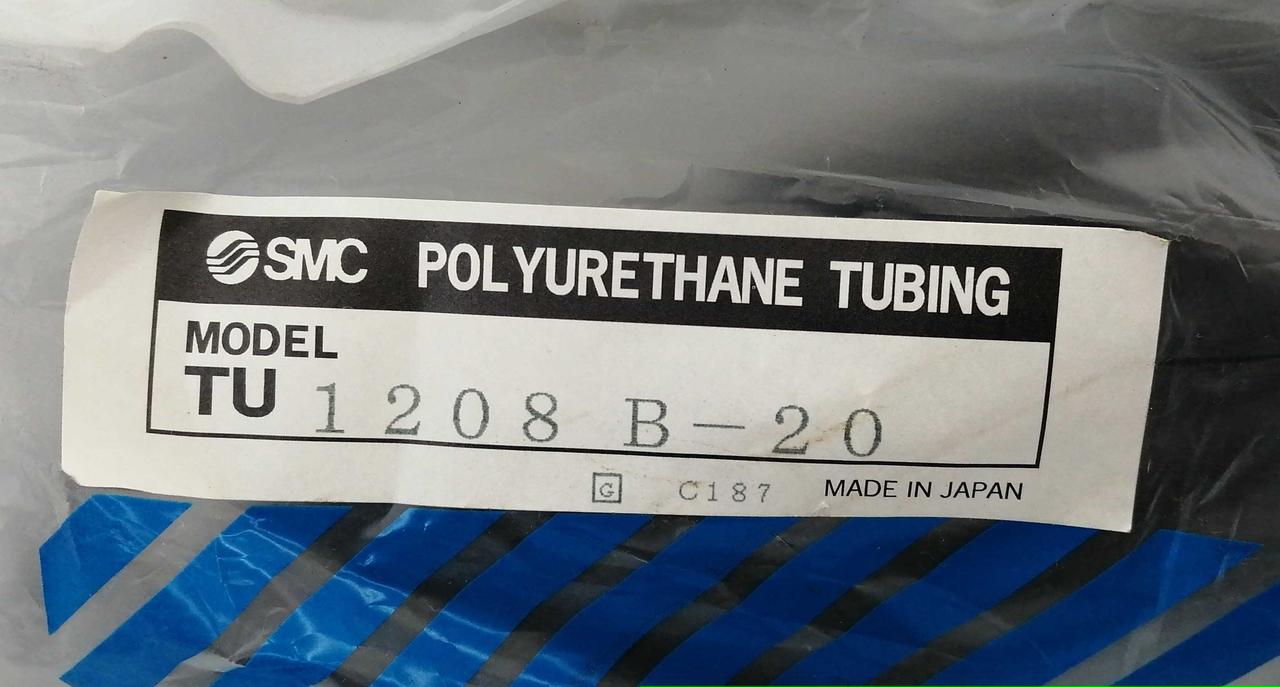 SMC POLYURETHANE TUBING
MODEL
TU 1208 B-20
G C187 MADE IN JAPAN